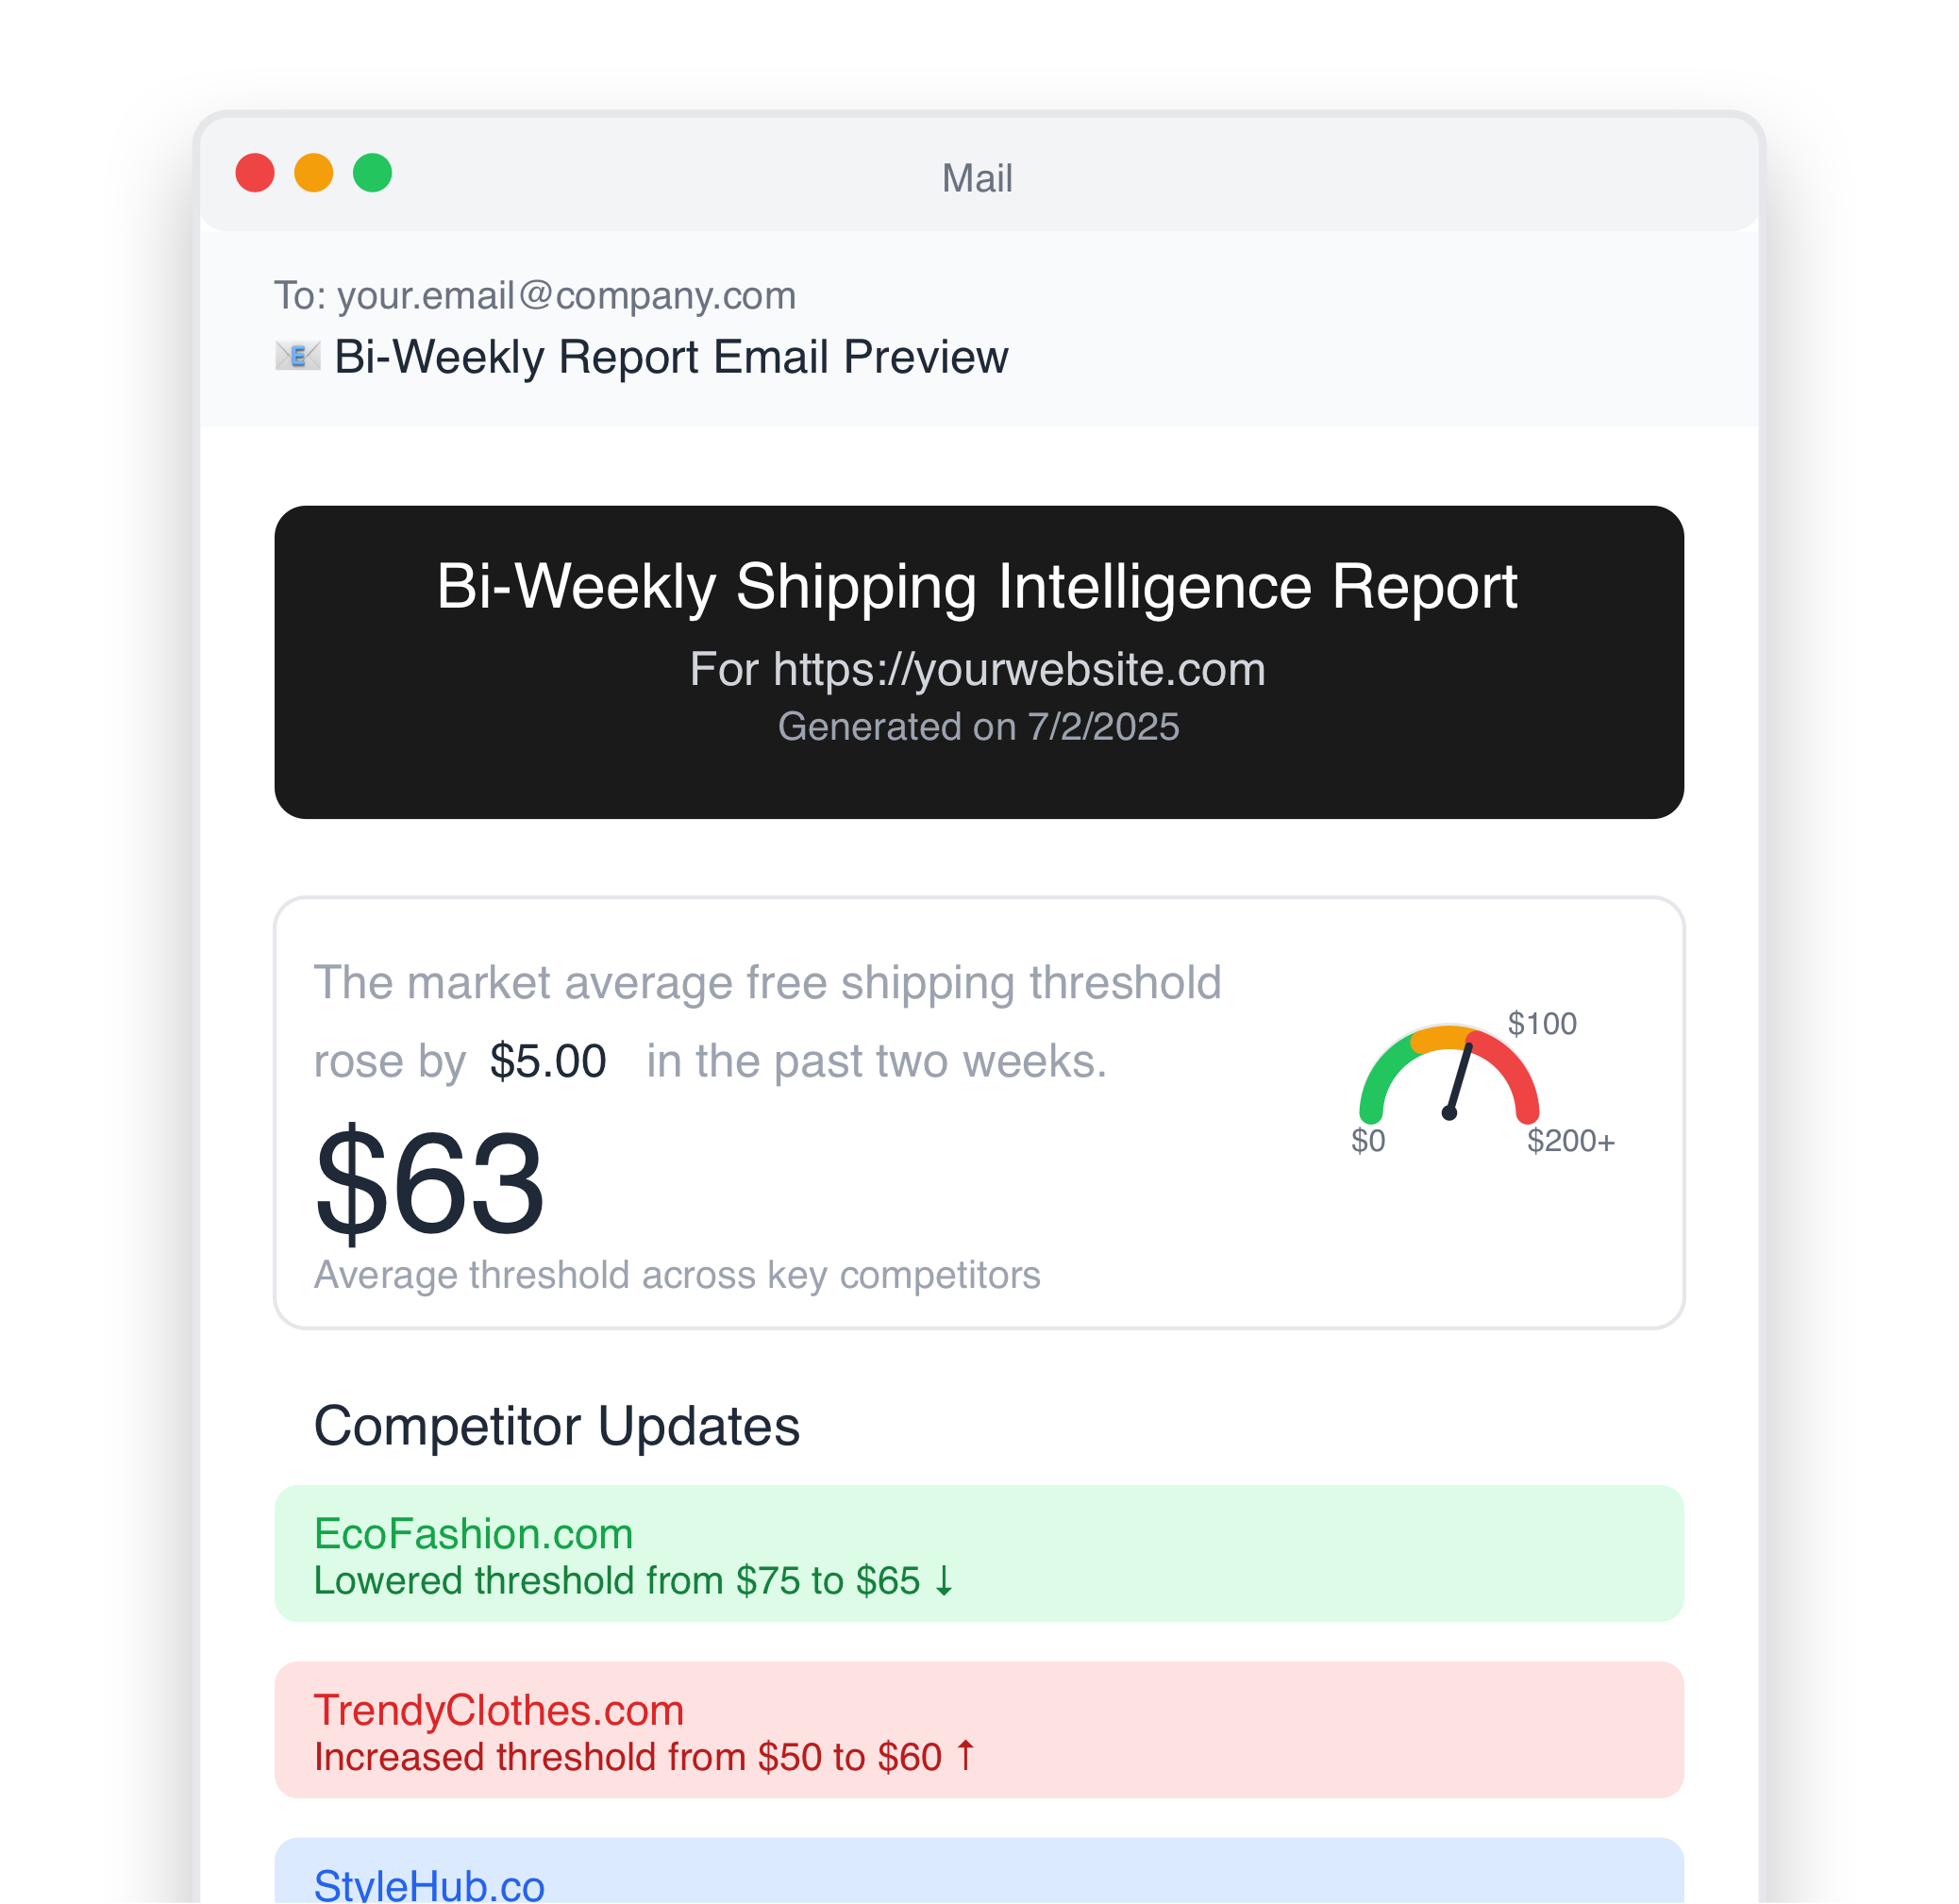 Mail
To: your.email@company.com
📧 Bi-Weekly Report Email Preview
Bi-Weekly Shipping Intelligence Report
For https://yourwebsite.com
Generated on 7/2/2025
The market average free shipping threshold
rose by $5.00 in the past two weeks.
$63
Average threshold across key competitors
$100
$0
$200+
Competitor Updates
EcoFashion.com
Lowered threshold from $75 to $65 ↓
TrendyClothes.com
Increased threshold from $50 to $60 ↑
StyleHub.co